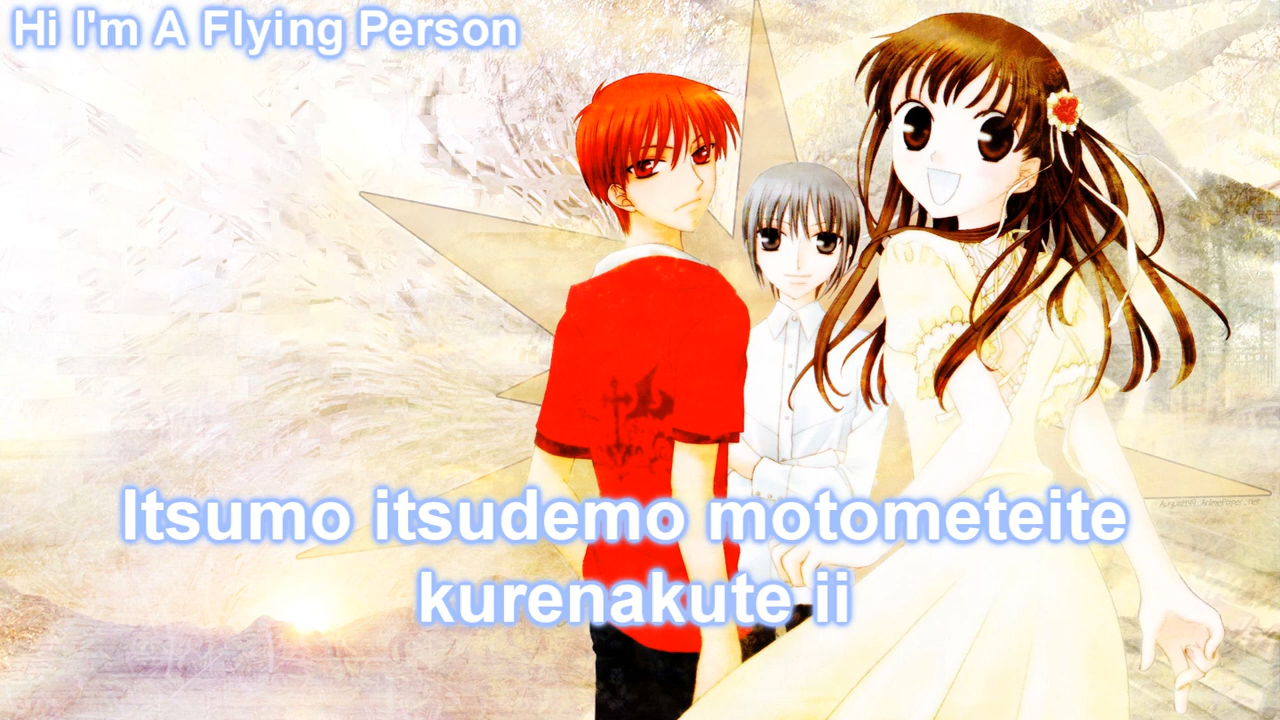 Hi I'm A Flying Person
Itsumo itsudemo motometeite
kurenakute ii